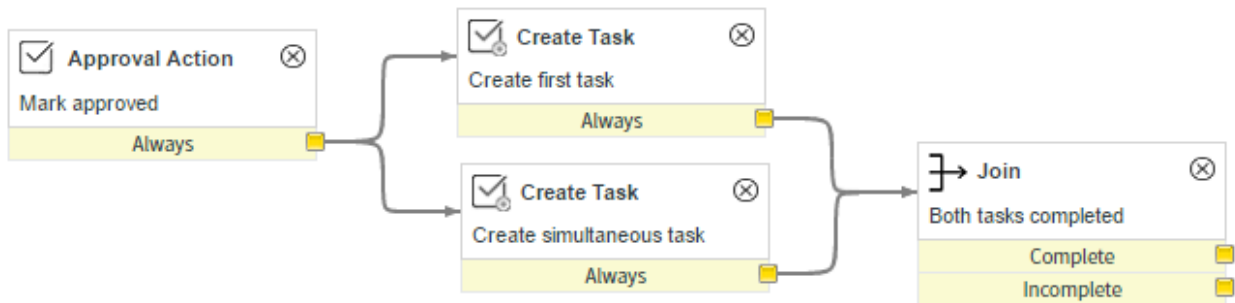 Approval Action
Mark approved
Always
Create Task
Create first task
Always
Create Task
Create simultaneous task
Always
Join
Both tasks completed
Complete
Incomplete